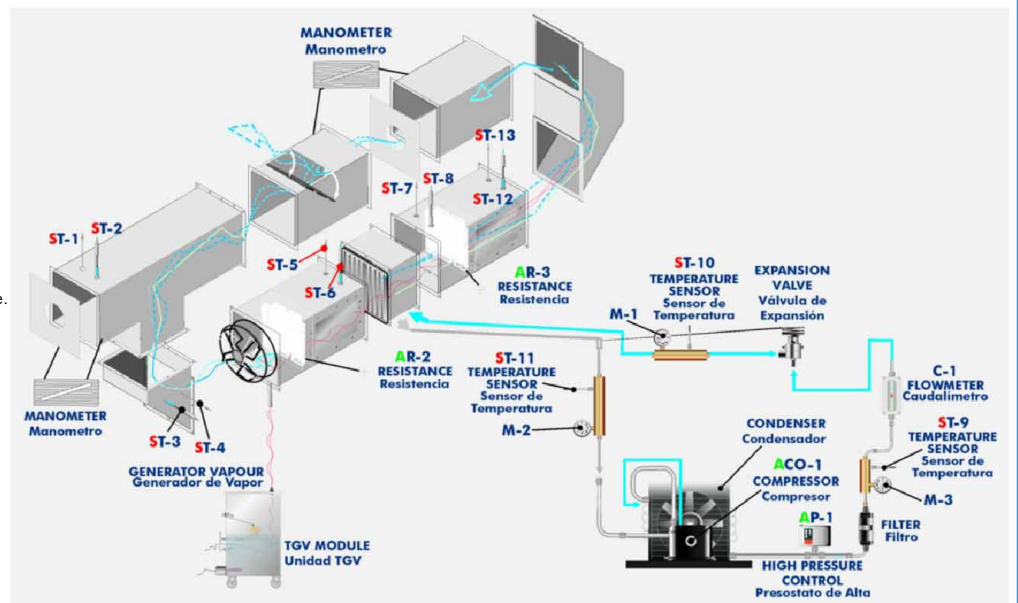 MANOMETER
Manometro
ST-13
ST-8
ST-7
ST-12
ST-2
ST-1
ST-5
ST-6
e.
AR-3
RESISTANCE
Resistencia
ST-10
TEMPERATURE
SENSOR
Sensor de
Temperatura
M-1
EXPANSION
VALVE
Válvula de
Expansión
AR-2
RESISTANCE
Resistencia
ST-11
TEMPERATURE
SENSOR
Sensor de
Temperatura
M-2
C-1
FLOWMETER
Caudalímetro
MANOMETER
Manometro
ST-3
ST-4
CONDENSER
Condensador
ST-9
TEMPERATURE
SENSOR
Sensor de
Temperatura
M-3
GENERATOR VAPOUR
Generador de Vapor
ACO-1
COMPRESSOR
Compresor
AP-1
FILTER
Filtro
TGV MODULE
Unidad TGV
HIGH PRESSURE
CONTROL
Presostato de Alta